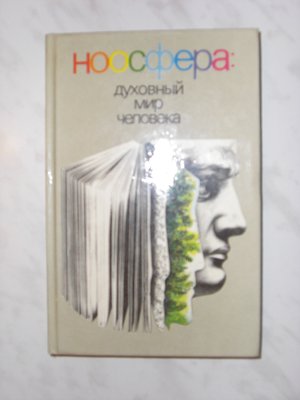 ноосфера:
духовный
мир
человека